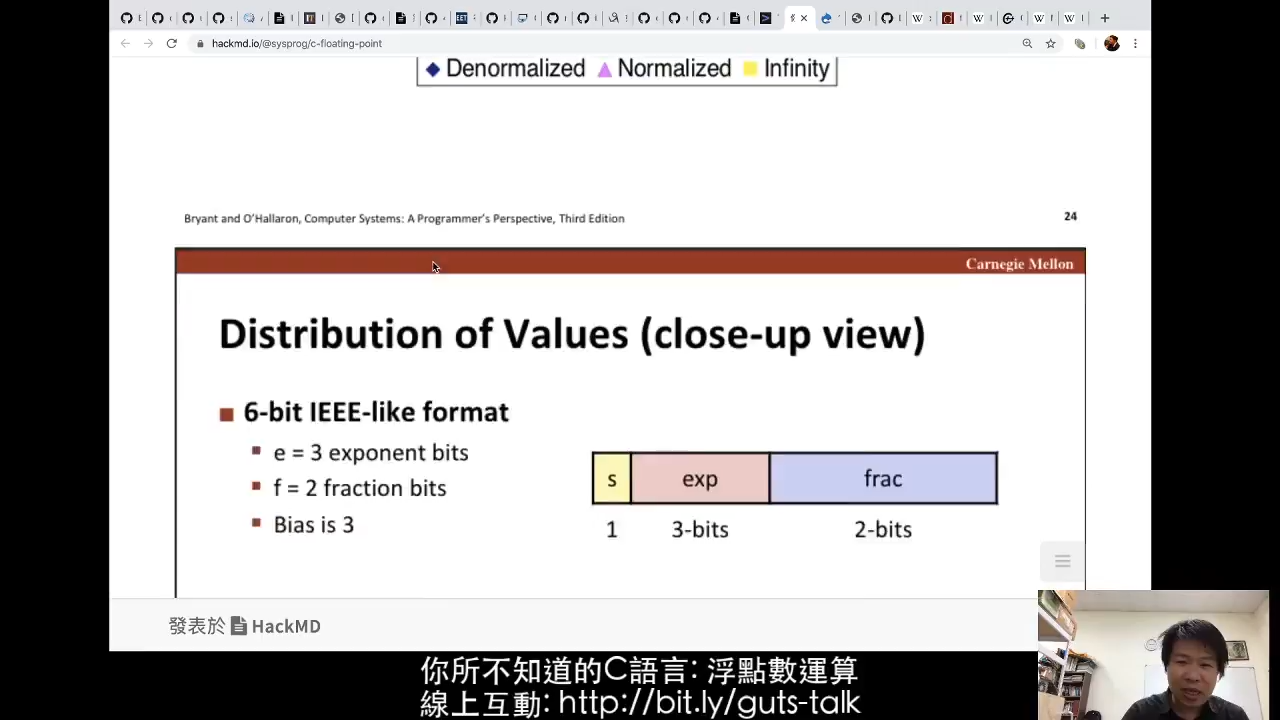 hackmd.io/@sysprog/c-floating-point
Denormalized Normalized Infinity
Bryant and O'Hallaron, Computer Systems: A Programmer's Perspective, Third Edition
24
Carnegie Mellon
Distribution of Values (close-up view)
6-bit IEEE-like format
e = 3 exponent bits
f = 2 fraction bits
Bias is 3
s exp frac
1 3-bits 2-bits
發表於 HackMD
你所不知道的C語言: 浮點數運算
線上互動: http://bit.ly/guts-talk